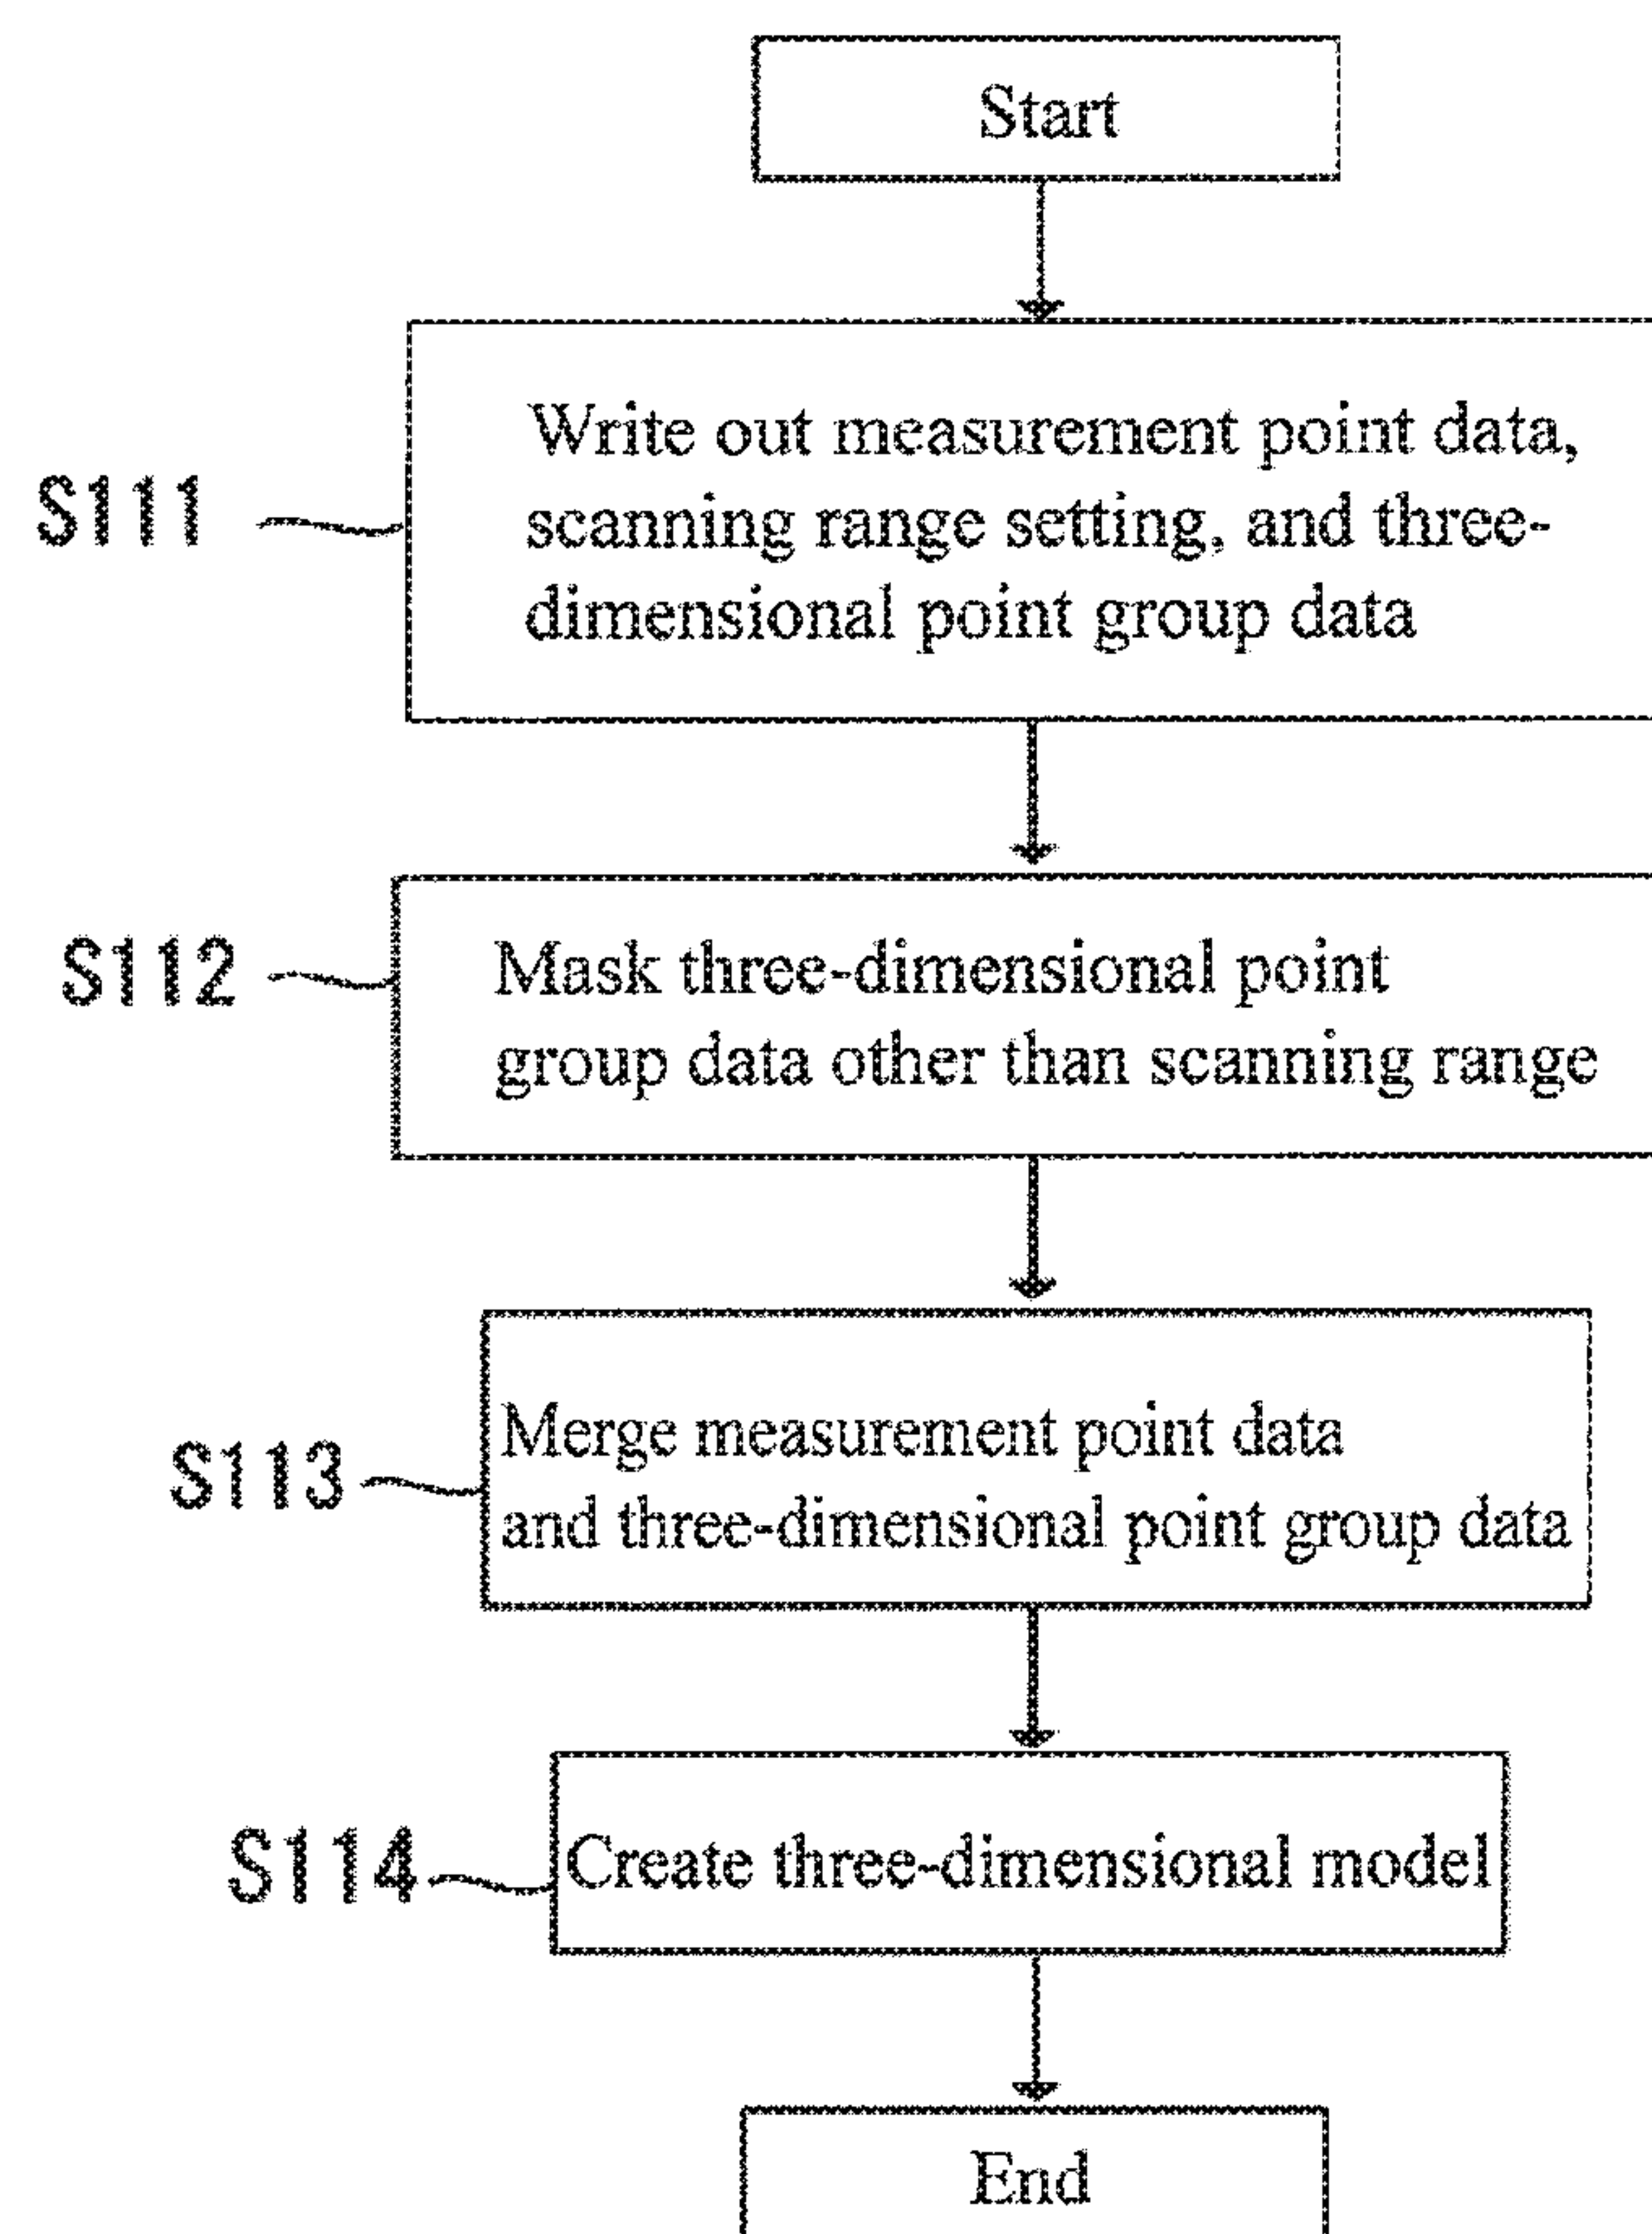 Start
S111
Write out measurement point data,
scanning range setting, and three-
dimensional point group data
S112
Mask three-dimensional point
group data other than scanning range
S113
Merge measurement point data
and three-dimensional point group data
S114
Create three-dimensional model
End